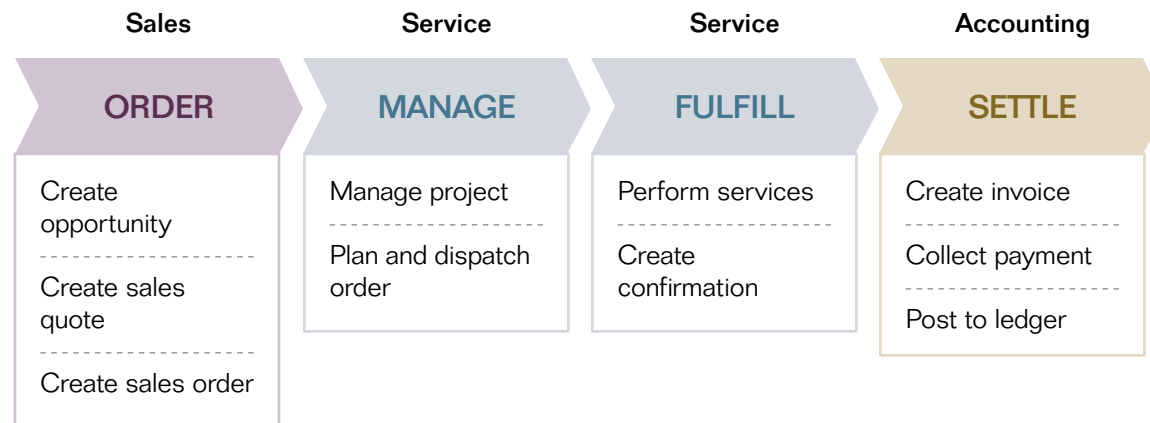 Sales
ORDER
Create
opportunity
Create sales
quote
Create sales order
Service
MANAGE
Manage project
Plan and dispatch
order
Service
FULFILL
Perform services
Create
confirmation
Accounting
SETTLE
Create invoice
Collect payment
Post to ledger